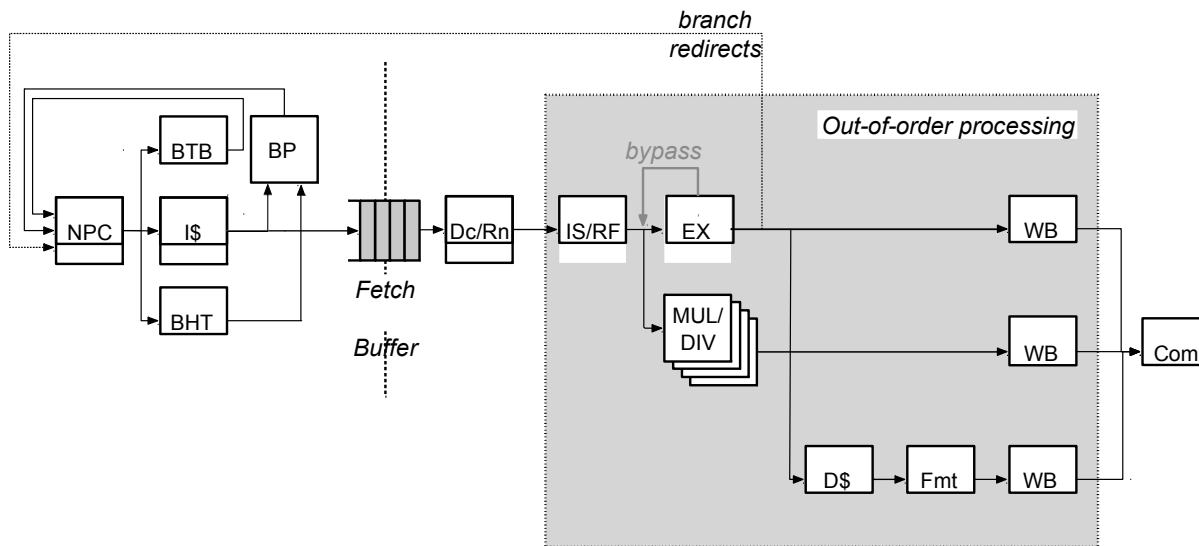 branch
redirects
Out-of-order processing
BTB
BP
bypass
NPC
I$
Dc/Rn
IS/RF
EX
WB
Fetch
BHT
MUL/
DIV
Buffer
WB
Com
D$
Fmt
WB